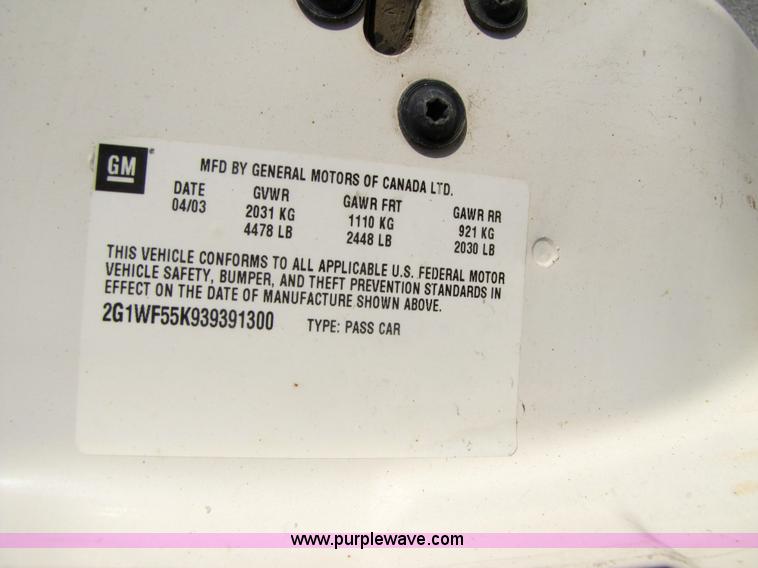 GM
MFD BY GENERAL MOTORS OF CANADA LTD.
DATE GVWR GAWR FRT GAWR RR
04/03 2031 KG 1110 KG 921 KG
4478 LB 2448 LB 2030 LB
THIS VEHICLE CONFORMS TO ALL APPLICABLE U.S. FEDERAL MOTOR
VEHICLE SAFETY, BUMPER, AND THEFT PREVENTION STANDARDS IN
EFFECT ON THE DATE OF MANUFACTURE SHOWN ABOVE.
2G1WF55K939391300 TYPE: PASS CAR
www.purplewave.com